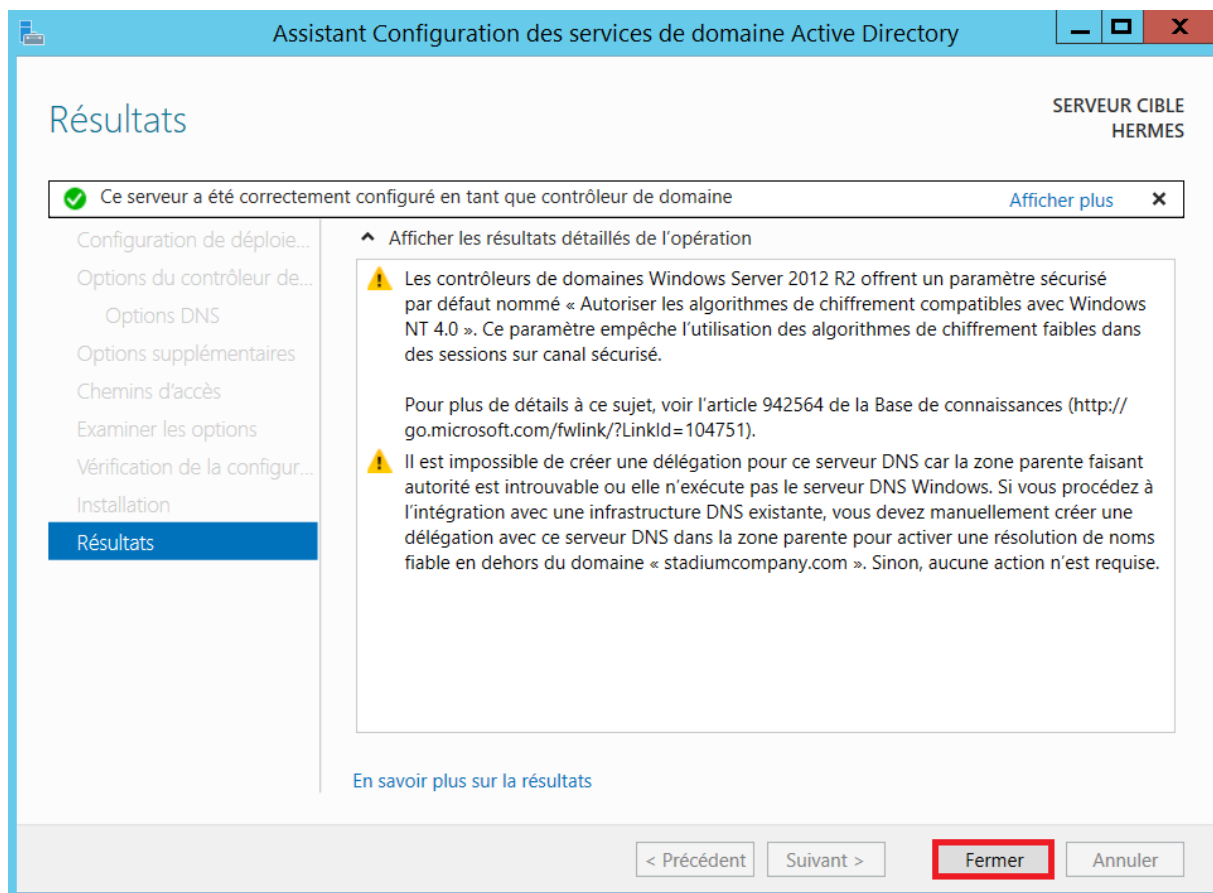 Assistant Configuration des services de domaine Active Directory
X
Résultats
SERVEUR CIBLE
HERMES
Ce serveur a été correctement configuré en tant que contrôleur de domaine
Afficher plus
Configuration de déploie...
Options du contrôleur de...
Options DNS
Options supplémentaires
Chemins d'accès
Examiner les options
Vérification de la configur...
Installation
Résultats
Afficher les résultats détaillés de l'opération
Les contrôleurs de domaines Windows Server 2012 R2 offrent un paramètre sécurisé
par défaut nommé « Autoriser les algorithmes de chiffrement compatibles avec Windows
NT 4.0 ». Ce paramètre empêche l'utilisation des algorithmes de chiffrement faibles dans
des sessions sur canal sécurisé.
Pour plus de détails à ce sujet, voir l'article 942564 de la Base de connaissances (http://
go.microsoft.com/fwlink/?LinkId=104751).
Il est impossible de créer une délégation pour ce serveur DNS car la zone parente faisant
autorité est introuvable ou elle n'exécute pas le serveur DNS Windows. Si vous procédez à
l'intégration avec une infrastructure DNS existante, vous devez manuellement créer une
délégation avec ce serveur DNS dans la zone parente pour activer une résolution de noms
fiable en dehors du domaine « stadiumcompany.com ». Sinon, aucune action n'est requise.
En savoir plus sur la résultats
< Précédent
Suivant >
Fermer
Annuler